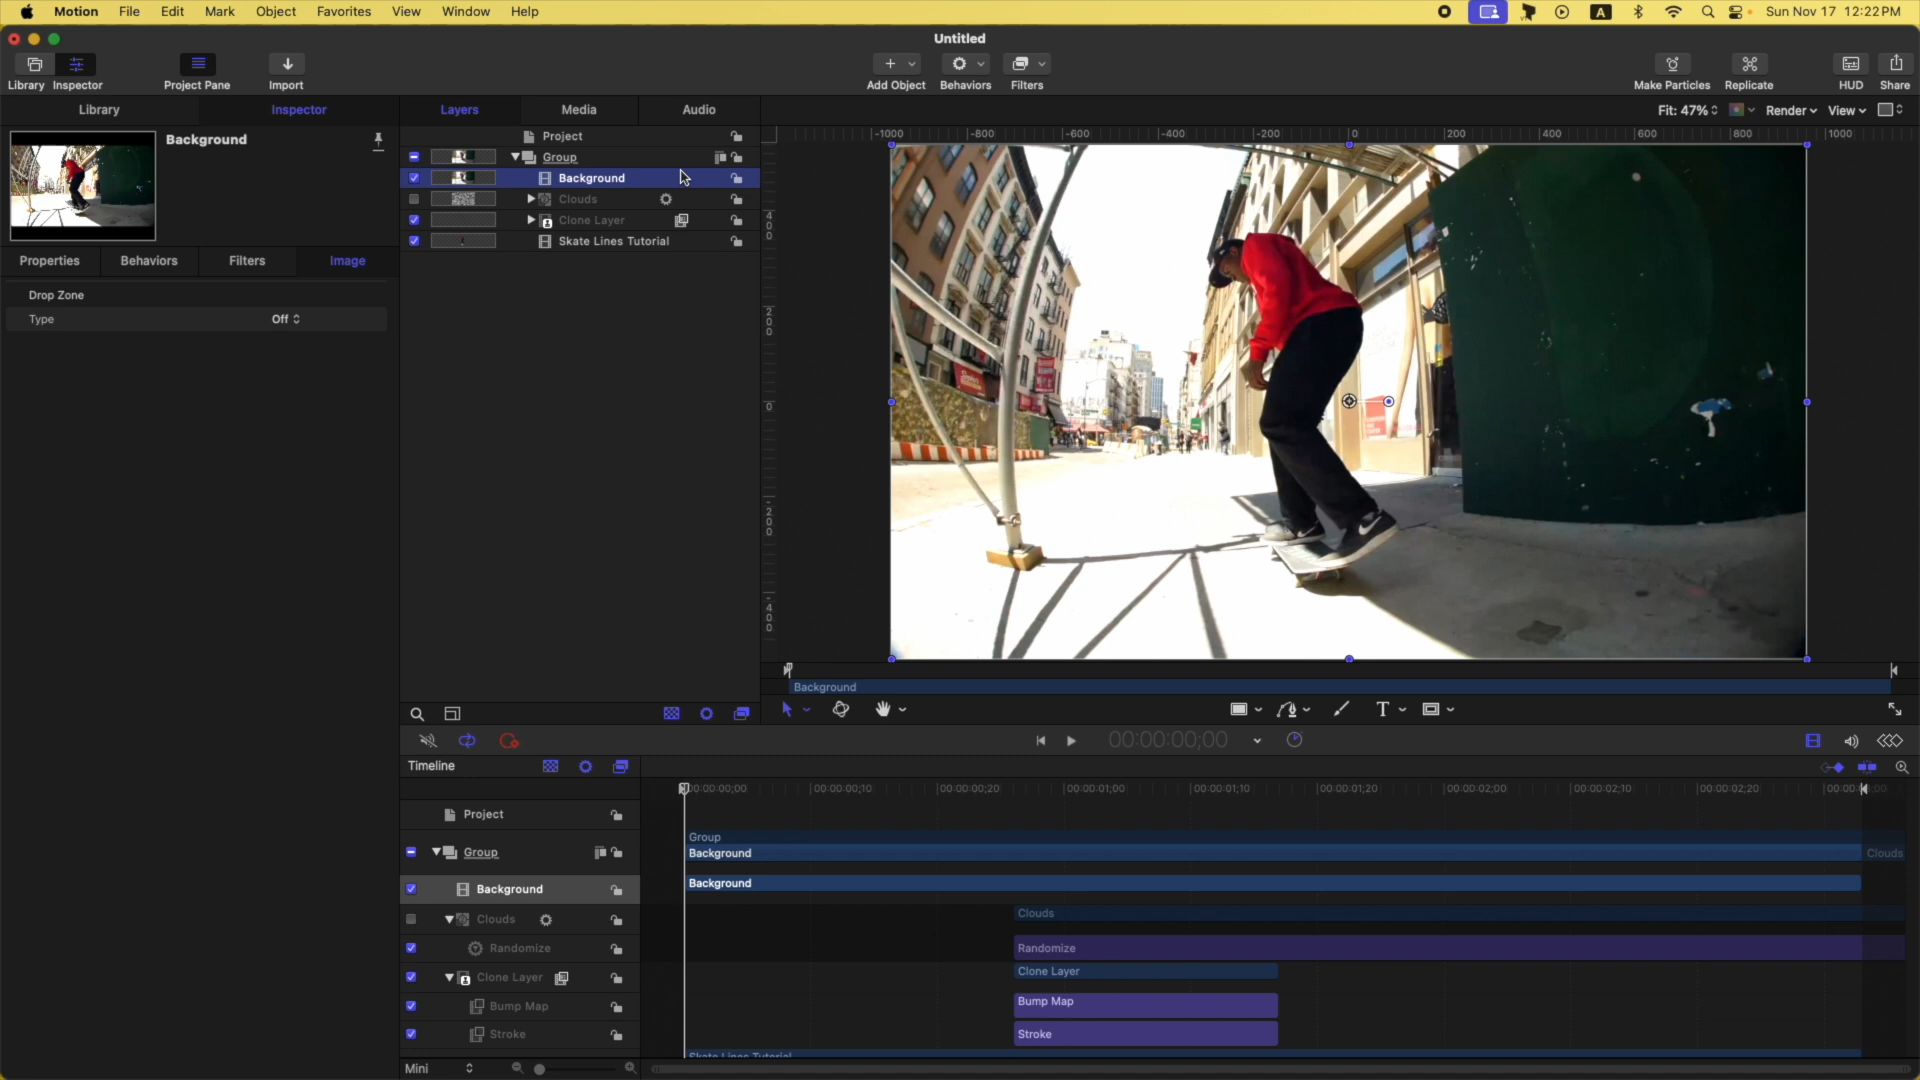 Motion File Edit Mark Object Favorites View Window Help
A Sun Nov 17 12:22 PM
Untitled
Library Inspector Project Pane Import Add Object Behaviors Filters Make Particles Replicate HUD Share
Library Inspector Layers Media Audio Fit: 47% Render View
Background
Project
Group
Background
Clouds
Clone Layer
Skate Lines Tutorial
Properties Behaviors Filters Image
Drop Zone
Type Off
-1000 -800 -600 -400 -200 0 200 400 600 800 1000
400
200
0
-200
-400
Background
T
00:00:00;00
Timeline
00:00:00;00 00:00:00;10 00:00:00;20 00:00:01;00 00:00:01;10 00:00:01;20 00:00:02;00 00:00:02;10 00:00:02;20
Project
Group Group
Background Clouds
Background Background
Clouds Clouds
Randomize Randomize
Clone Layer Clone Layer
Bump Map Bump Map
Stroke Stroke
Skate Lines Tutorial
Mini